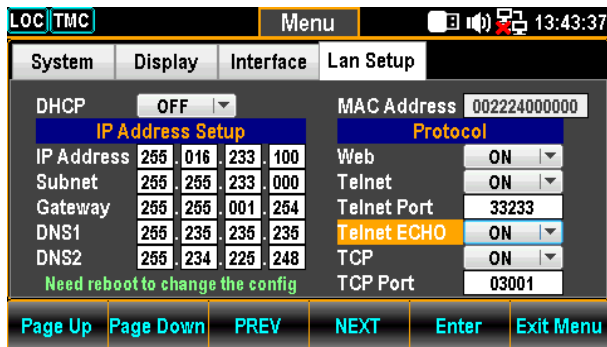 LOC TMC Menu 13:43:37
System Display Interface Lan Setup
DHCP OFF MAC Address 002224000000
IP Address Setup Protocol
IP Address 255 . 016 . 233 . 100 Web ON
Subnet 255 . 255 . 233 . 000 Telnet ON
Gateway 255 . 255 . 001 . 254 Telnet Port 33233
DNS1 255 . 235 . 235 . 235 Telnet ECHO ON
DNS2 255 . 234 . 225 . 248 TCP ON
Need reboot to change the config TCP Port 03001
Page Up Page Down PREV NEXT Enter Exit Menu